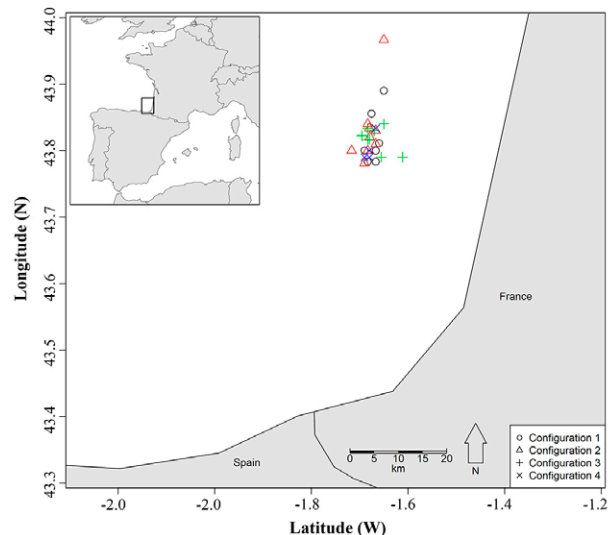 44.0
43.9
43.8
43.7
43.6
43.5
43.4
43.3
Longitude (N)
France
Spain
0 5 10 20
km
N
Configuration 1
Configuration 2
Configuration 3
Configuration 4
-2.0 -2.0 -1.8 -1.6 -1.4 -1.2
Latitude (W)